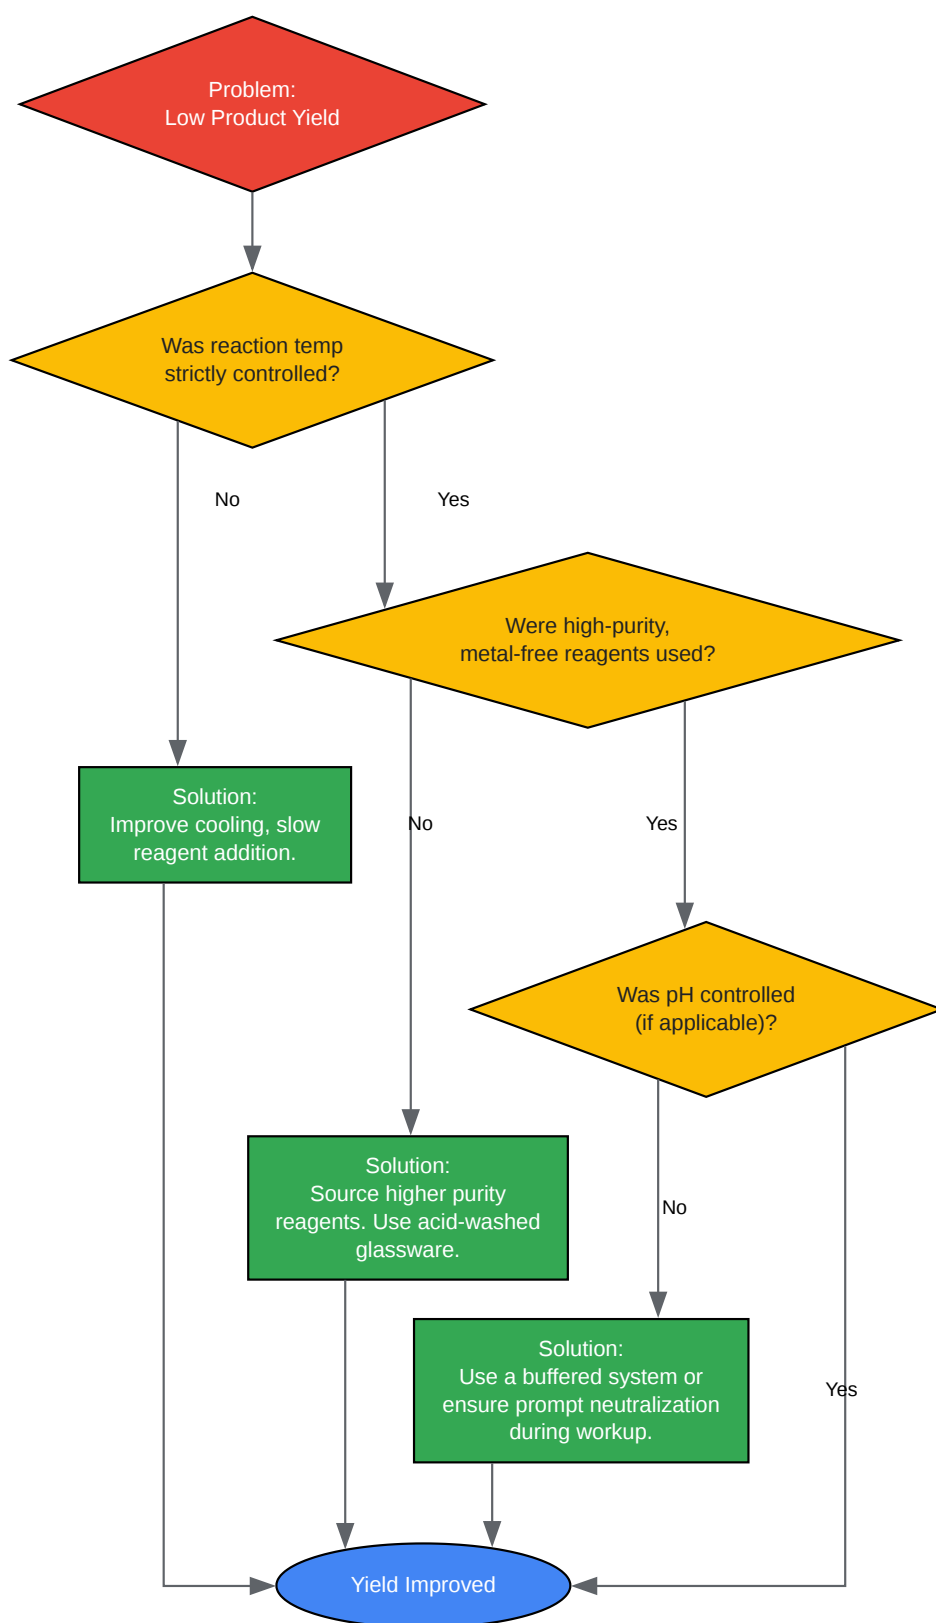 Problem:
Low Product Yield
Was reaction temp
strictly controlled?
No
Yes
Were high-purity,
metal-free reagents used?
Solution:
Improve cooling, slow
reagent addition.
No
Yes
Was pH controlled
(if applicable)?
Solution:
Source higher purity
reagents. Use acid-washed
glassware.
No
Solution:
Use a buffered system or
ensure prompt neutralization
during workup.
Yes
Yield Improved